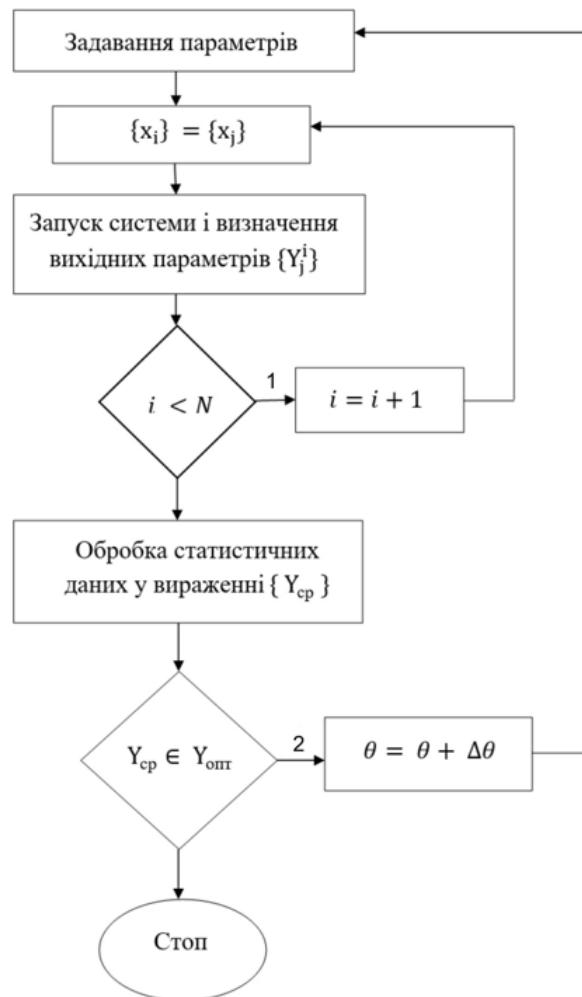 Задавання параметрів
{xᵢ} = {xⱼ}
Запуск системи і визначення
вихідних параметрів {Yⱼⁱ}
i < N
1
i = i + 1
Обробка статистичних
даних у вираженні { Yср }
Yср ∈ Yопт
2
θ = θ + Δθ
Стоп